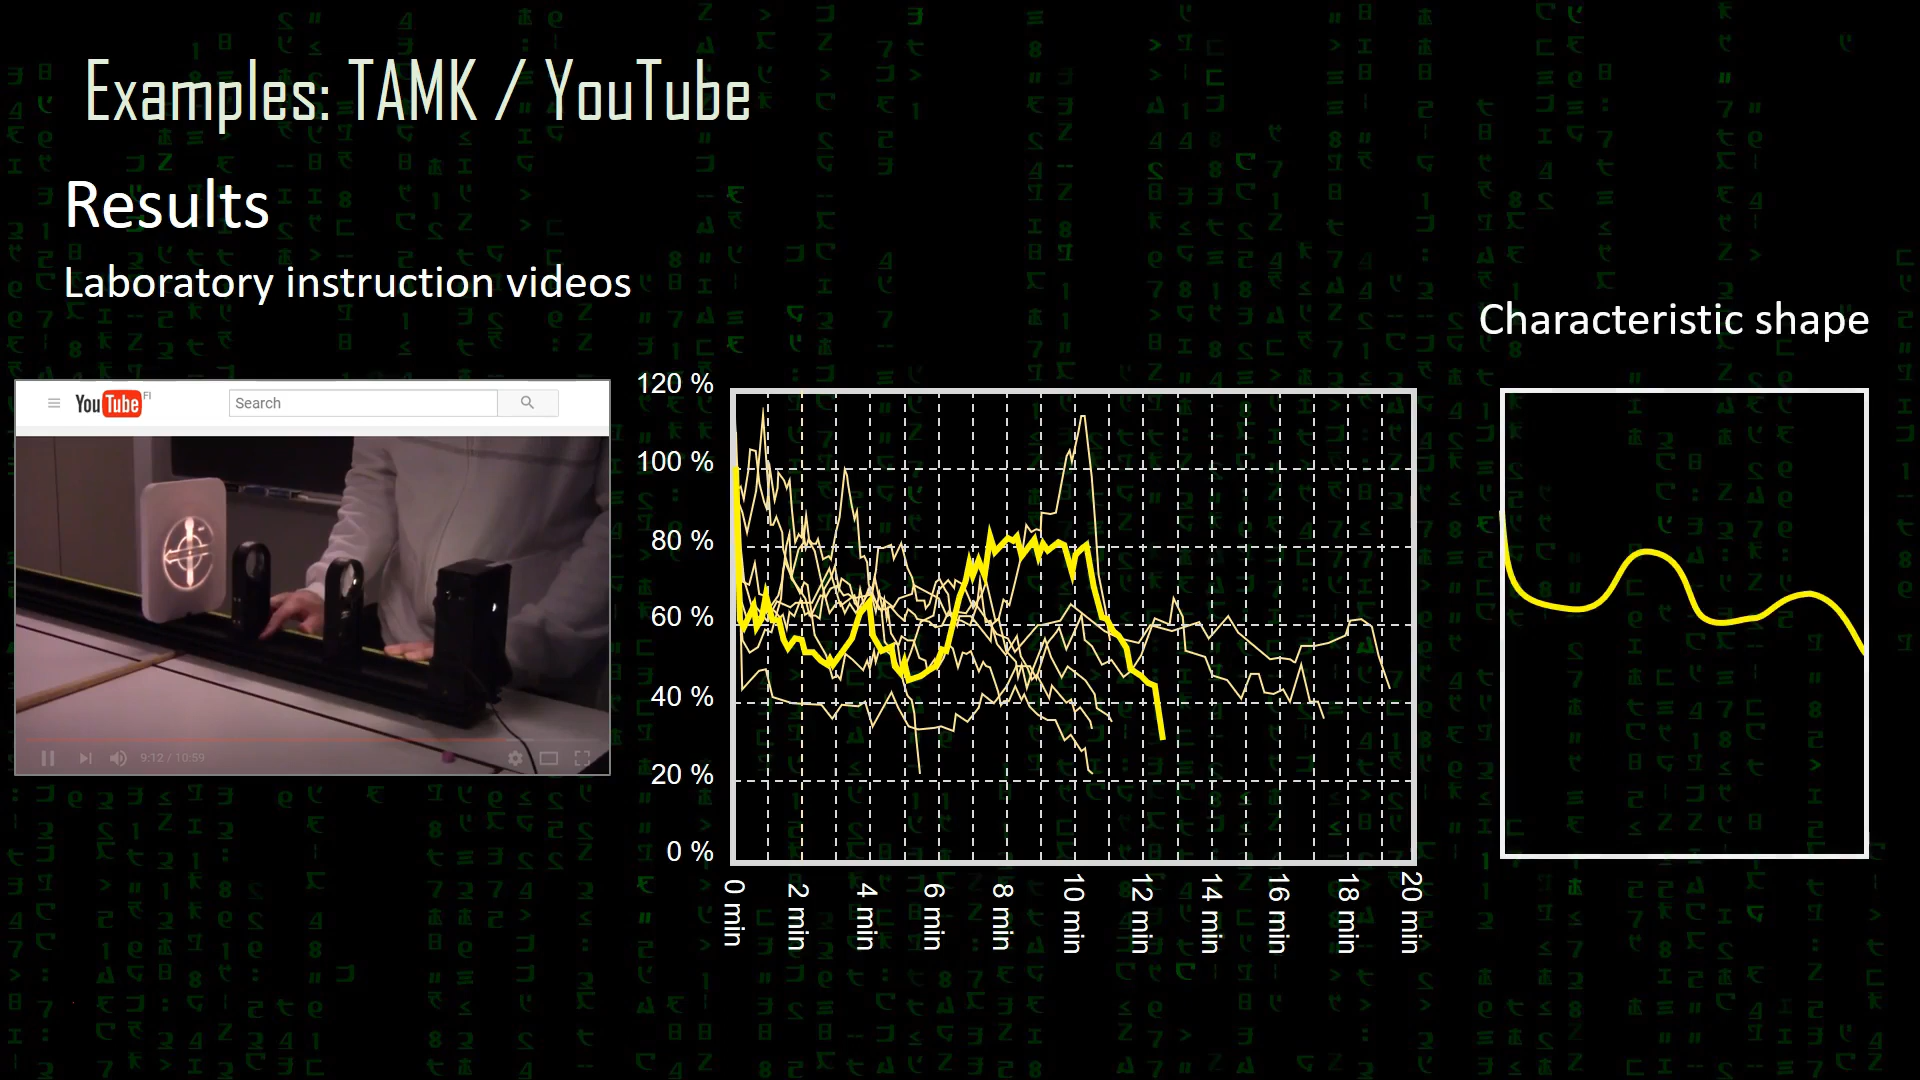 Examples: TAMK / YouTube
Results
Laboratory instruction videos
Characteristic shape
YouTube FI
Search
9:12 / 10:59
120 %
100 %
80 %
60 %
40 %
20 %
0 %
0 min
2 min
4 min
6 min
8 min
10 min
12 min
14 min
16 min
18 min
20 min